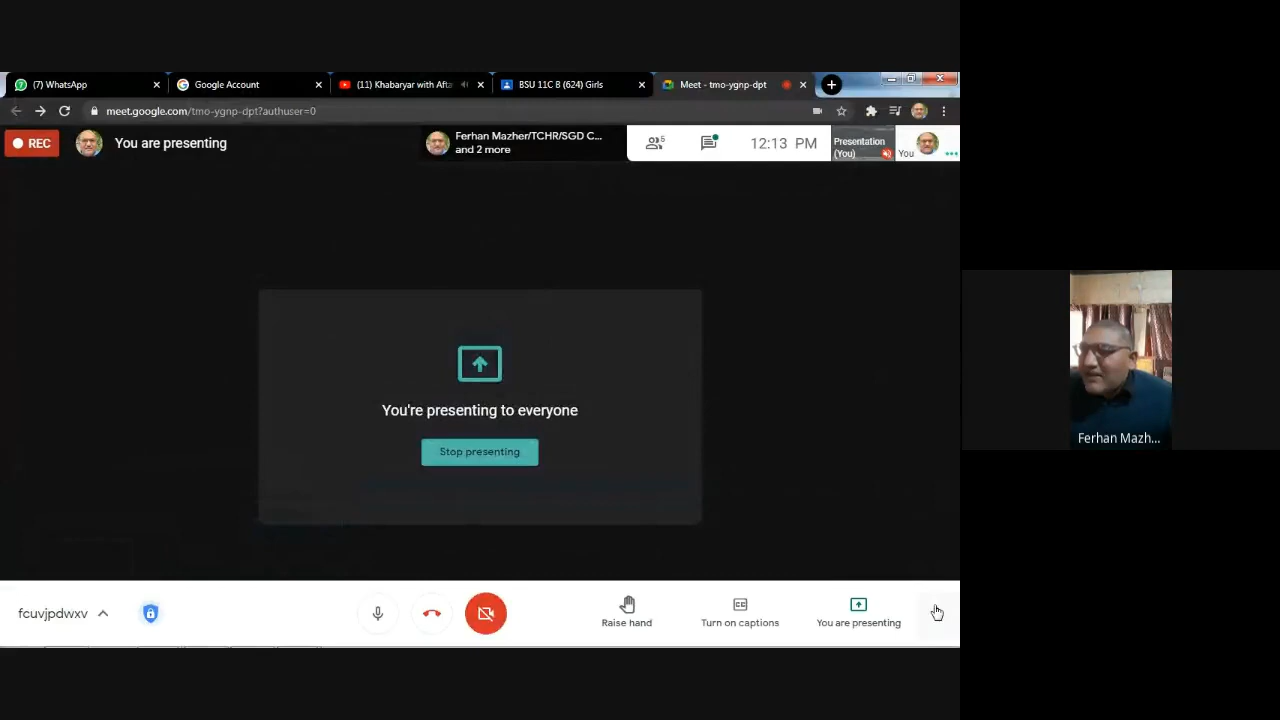 (7) WhatsApp
Google Account
(11) Khabaryar with Afta
BSU 11C B (624) Girls
Meet - tmo-ygnp-dpt
meet.google.com/tmo-ygnp-dpt?authuser=0
REC
You are presenting
Ferhan Mazher/TCHR/SGD C...
and 2 more
5
12:13 PM
Presentation
(You)
You
You're presenting to everyone
Stop presenting
Ferhan Mazh...
fcuvjpdwxv
Raise hand
Turn on captions
You are presenting